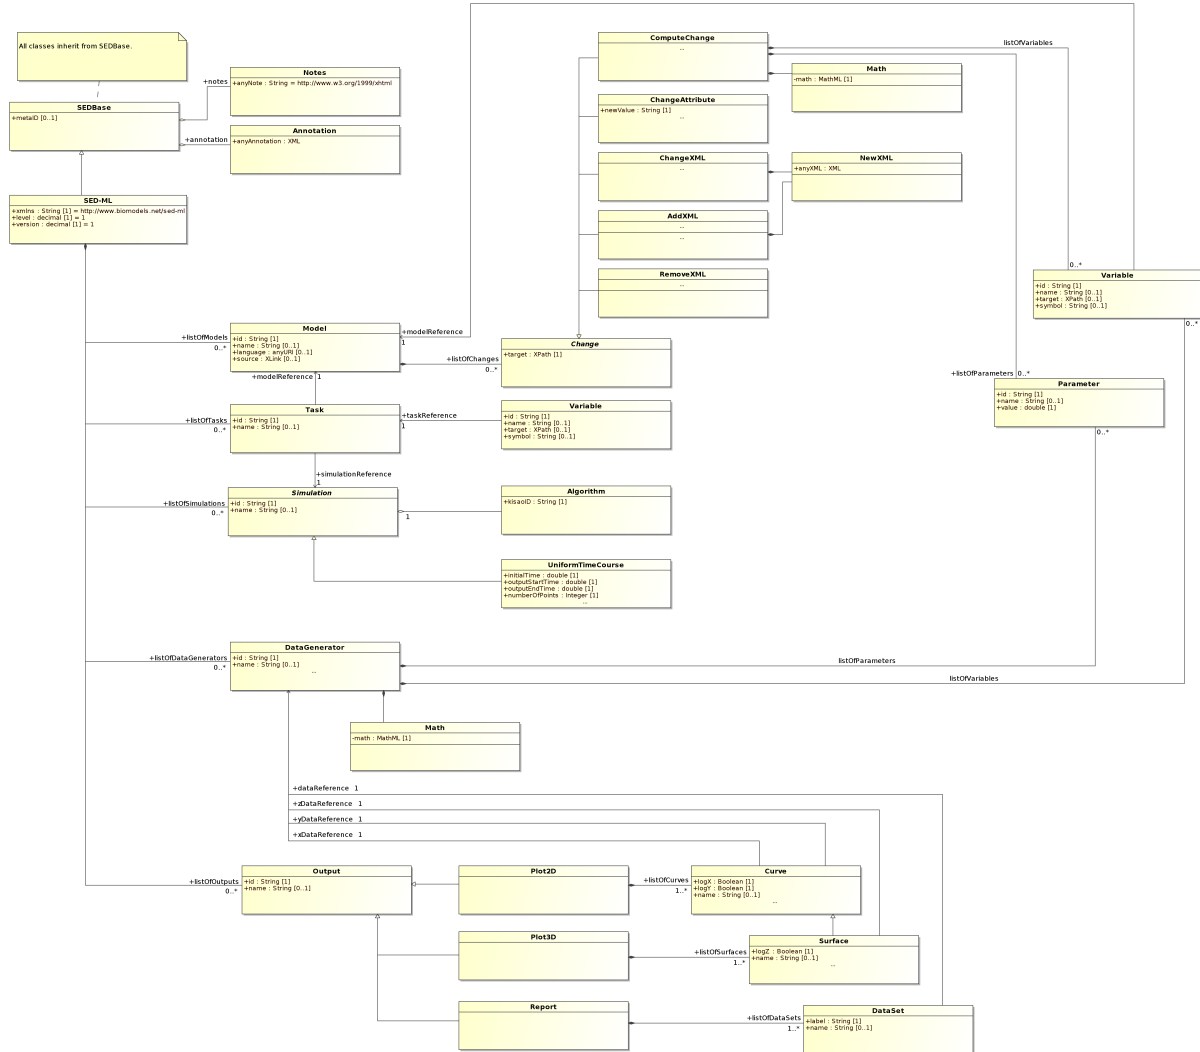 All classes inherit from SEDBase.
SEDBase
+metaID [0..1]
+notes
Notes
+anyNote : String = http://www.w3.org/1999/xhtml
+annotation
Annotation
+anyAnnotation : XML
SED-ML
+xmlns : String [1] = http://www.biomodels.net/sed-ml
+level : decimal [1] = 1
+version : decimal [1] = 1
ComputeChange
...
listOfVariables
Math
-math : MathML [1]
ChangeAttribute
+newValue : String [1]
...
ChangeXML
...
NewXML
+anyXML : XML
AddXML
...
...
RemoveXML
...
0..*
Variable
+id : String [1]
+name : String [0..1]
+target : XPath [0..1]
+symbol : String [0..1]
0..*
+listOfModels
0..*
Model
+id : String [1]
+name : String [0..1]
+language : anyURI [0..1]
+source : XLink [0..1]
+modelReference
1
+listOfChanges
0..*
Change
+target : XPath [1]
+listOfParameters 0..*
Parameter
+id : String [1]
+name : String [0..1]
+value : double [1]
0..*
+modelReference 1
+listOfTasks
0..*
Task
+id : String [1]
+name : String [0..1]
+taskReference
1
Variable
+id : String [1]
+name : String [0..1]
+target : XPath [0..1]
+symbol : String [0..1]
+simulationReference
1
+listOfSimulations
0..*
Simulation
+id : String [1]
+name : String [0..1]
1
Algorithm
+kisaoID : String [1]
UniformTimeCourse
+initialTime : double [1]
+outputStartTime : double [1]
+outputEndTime : double [1]
+numberOfPoints : Integer [1]
...
+listOfDataGenerators
0..*
DataGenerator
+id : String [1]
+name : String [0..1]
...
listOfParameters
listOfVariables
Math
-math : MathML [1]
+dataReference 1
+zDataReference 1
+yDataReference 1
+xDataReference 1
+listOfOutputs
0..*
Output
+id : String [1]
+name : String [0..1]
Plot2D
+listOfCurves
1..*
Curve
+logX : Boolean [1]
+logY : Boolean [1]
+name : String [0..1]
...
Plot3D
+listOfSurfaces
1..*
Surface
+logZ : Boolean [1]
+name : String [0..1]
...
Report
+listOfDataSets
1..*
DataSet
+label : String [1]
+name : String [0..1]